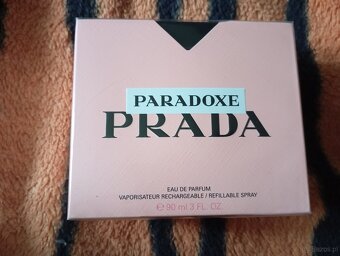 PARADOXE
PRADA
EAU DE PARFUM
VAPORISATEUR RECHARGEABLE / REFILLABLE SPRAY
℮ 90 ml 3 FL. OZ.